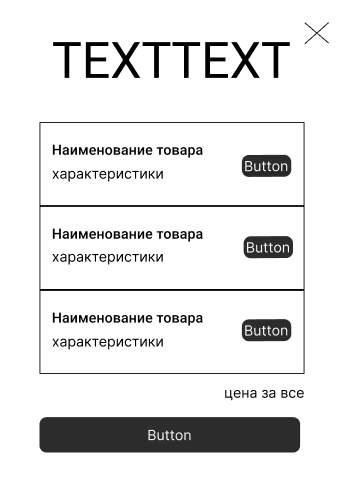 TEXTTEXT
Наименование товара
характеристики
Button
Наименование товара
характеристики
Button
Наименование товара
характеристики
Button
цена за все
Button